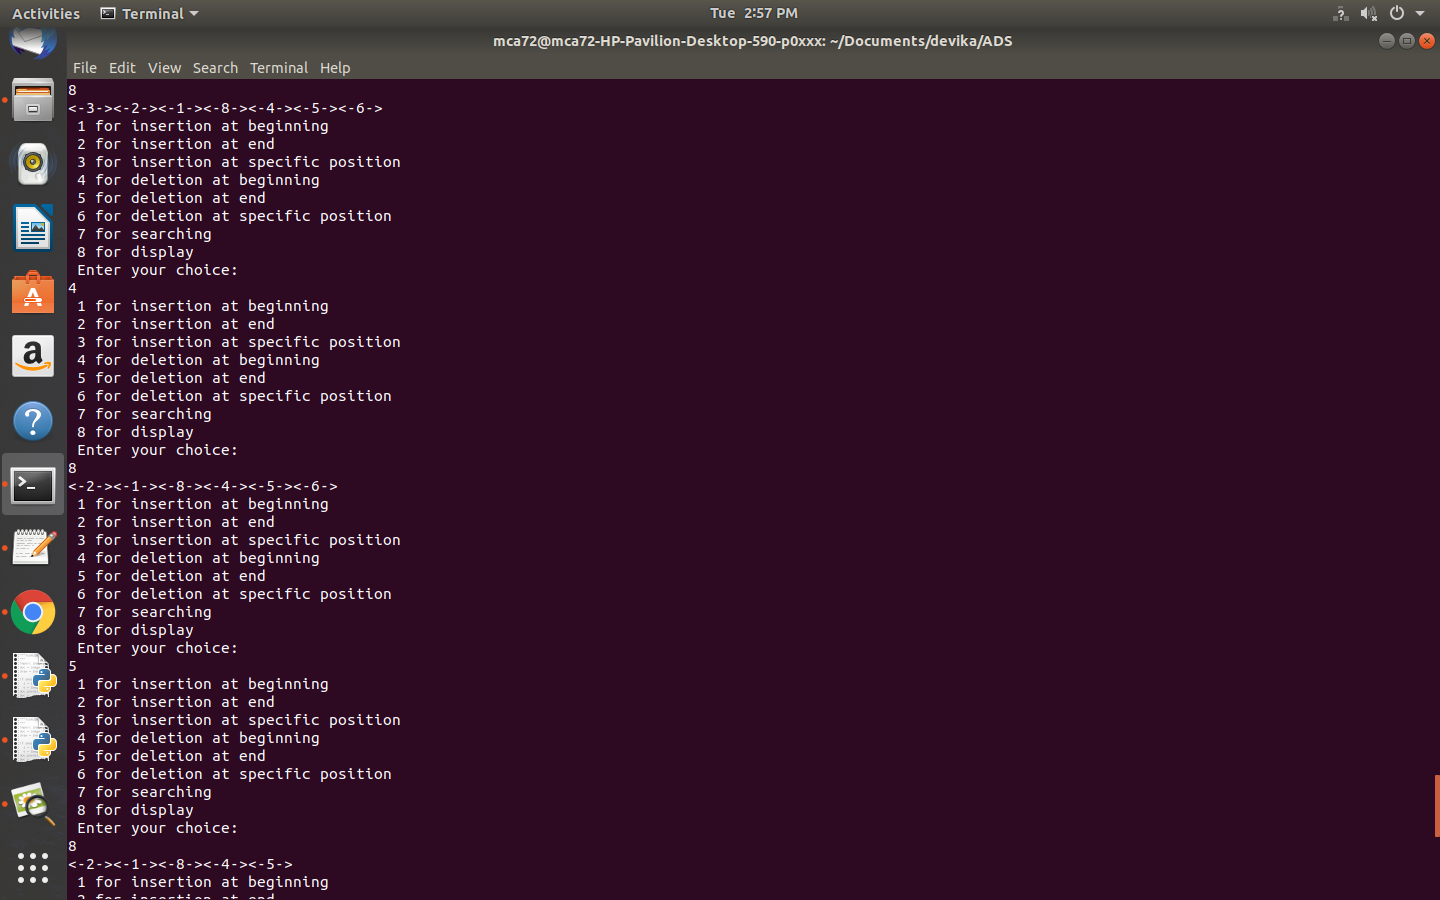 Activities Terminal Tue 2:57 PM
mca72@mca72-HP-Pavilion-Desktop-590-p0xxx: ~/Documents/devika/ADS
File Edit View Search Terminal Help
8
<-3-><-2-><-1-><-8-><-4-><-5-><-6->
1 for insertion at beginning
2 for insertion at end
3 for insertion at specific position
4 for deletion at beginning
5 for deletion at end
6 for deletion at specific position
7 for searching
8 for display
Enter your choice:
4
1 for insertion at beginning
2 for insertion at end
3 for insertion at specific position
4 for deletion at beginning
5 for deletion at end
6 for deletion at specific position
7 for searching
8 for display
Enter your choice:
8
<-2-><-1-><-8-><-4-><-5-><-6->
1 for insertion at beginning
2 for insertion at end
3 for insertion at specific position
4 for deletion at beginning
5 for deletion at end
6 for deletion at specific position
7 for searching
8 for display
Enter your choice:
5
1 for insertion at beginning
2 for insertion at end
3 for insertion at specific position
4 for deletion at beginning
5 for deletion at end
6 for deletion at specific position
7 for searching
8 for display
Enter your choice:
8
<-2-><-1-><-8-><-4-><-5->
1 for insertion at beginning
2 for insertion at end